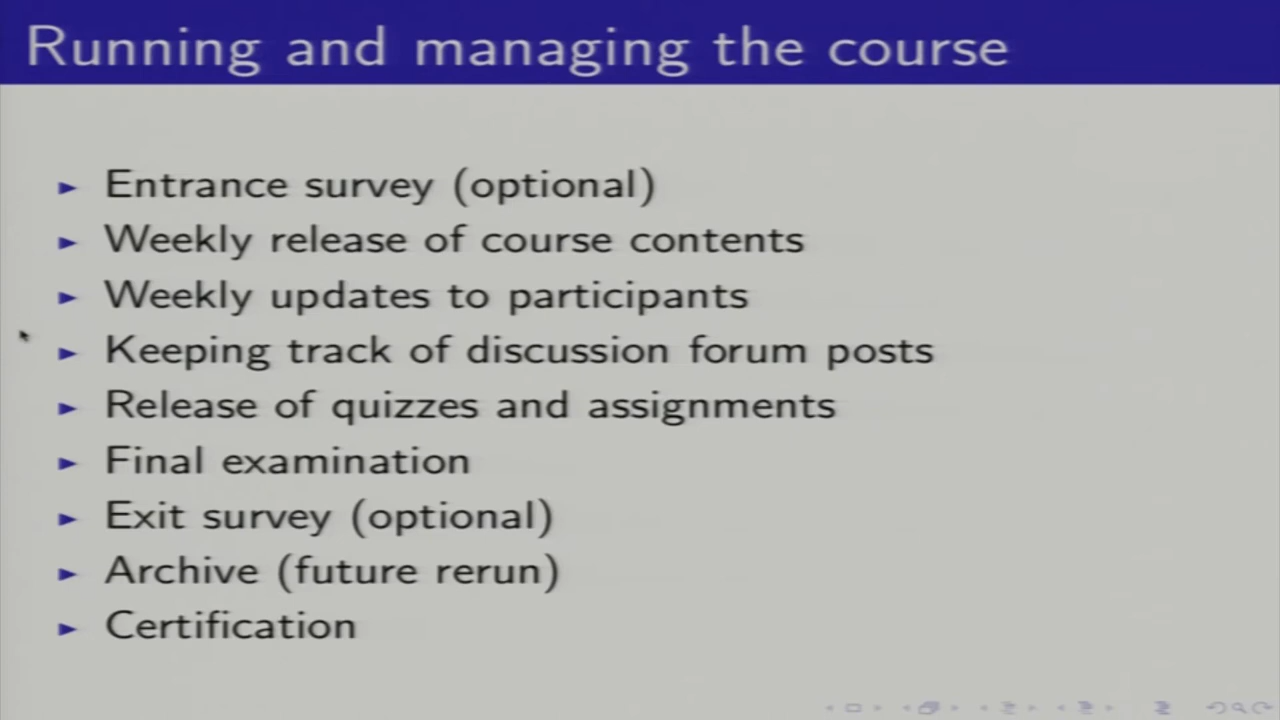 Running and managing the course
Entrance survey (optional)
Weekly release of course contents
Weekly updates to participants
Keeping track of discussion forum posts
Release of quizzes and assignments
Final examination
Exit survey (optional)
Archive (future rerun)
Certification